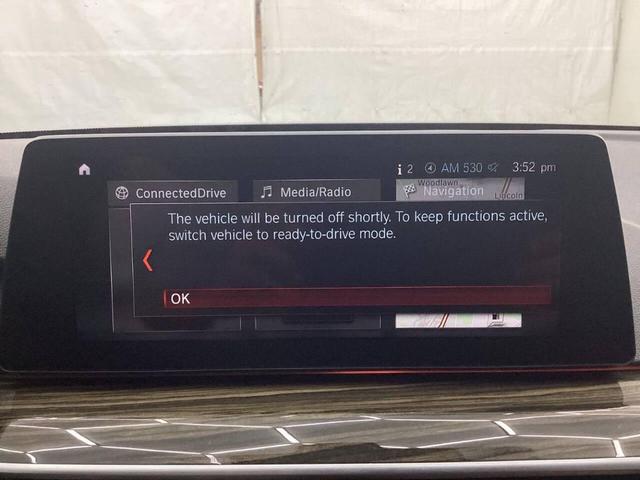 i 2 AM 530 3:52 pm
ConnectedDrive Media/Radio Navigation
Woodlawn
Lincoln
The vehicle will be turned off shortly. To keep functions active,
switch vehicle to ready-to-drive mode.
OK